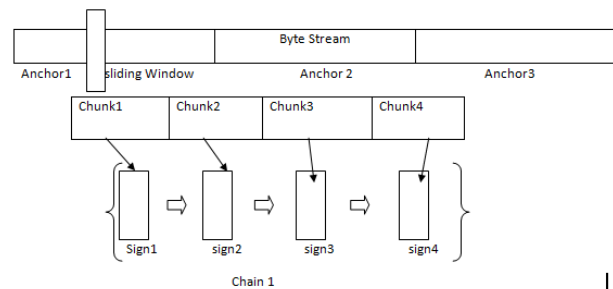 Byte Stream
Anchor1 sliding Window Anchor 2 Anchor3
Chunk1 Chunk2 Chunk3 Chunk4
Sign1 sign2 sign3 sign4
Chain 1